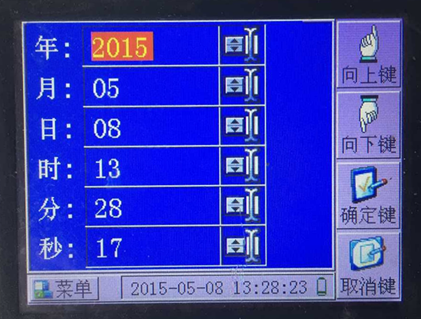 年: 2015
月: 05
日: 08
时: 13
分: 28
秒: 17
向上键
向下键
确定键
取消键
菜单 2015-05-08 13:28:23